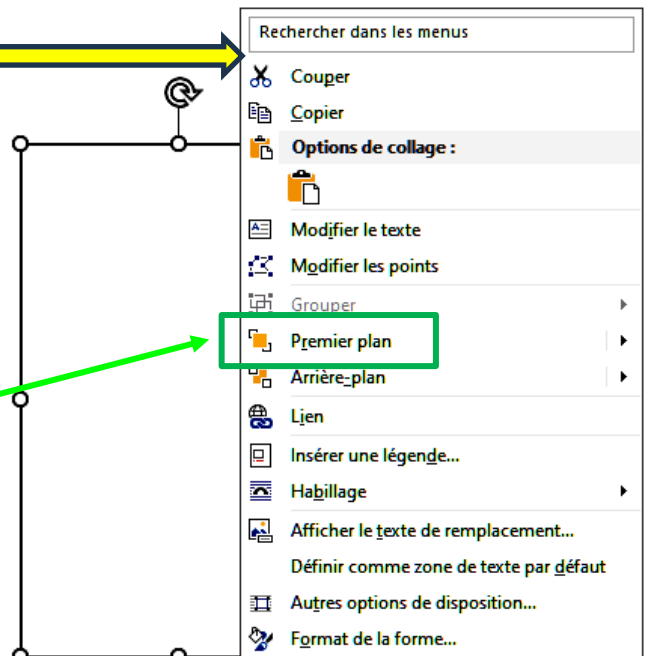 Rechercher dans les menus
Couper
Copier
Options de collage :
Modifier le texte
Modifier les points
Grouper
Premier plan
Arrière-plan
Lien
Insérer une légende...
Habillage
Afficher le texte de remplacement...
Définir comme zone de texte par défaut
Autres options de disposition...
Format de la forme...